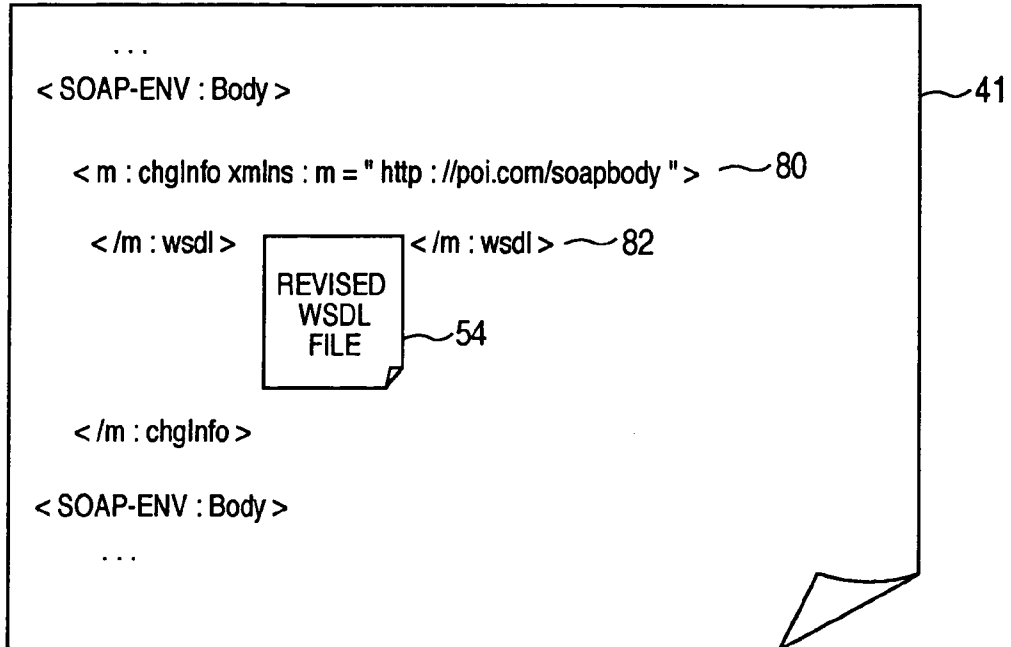 ...
< SOAP-ENV : Body >
41
< m : chgInfo xmlns : m = " http : //poi.com/soapbody " >
80
< /m : wsdl >
< /m : wsdl >
82
REVISED
WSDL
FILE
54
< /m : chgInfo >
< SOAP-ENV : Body >
...